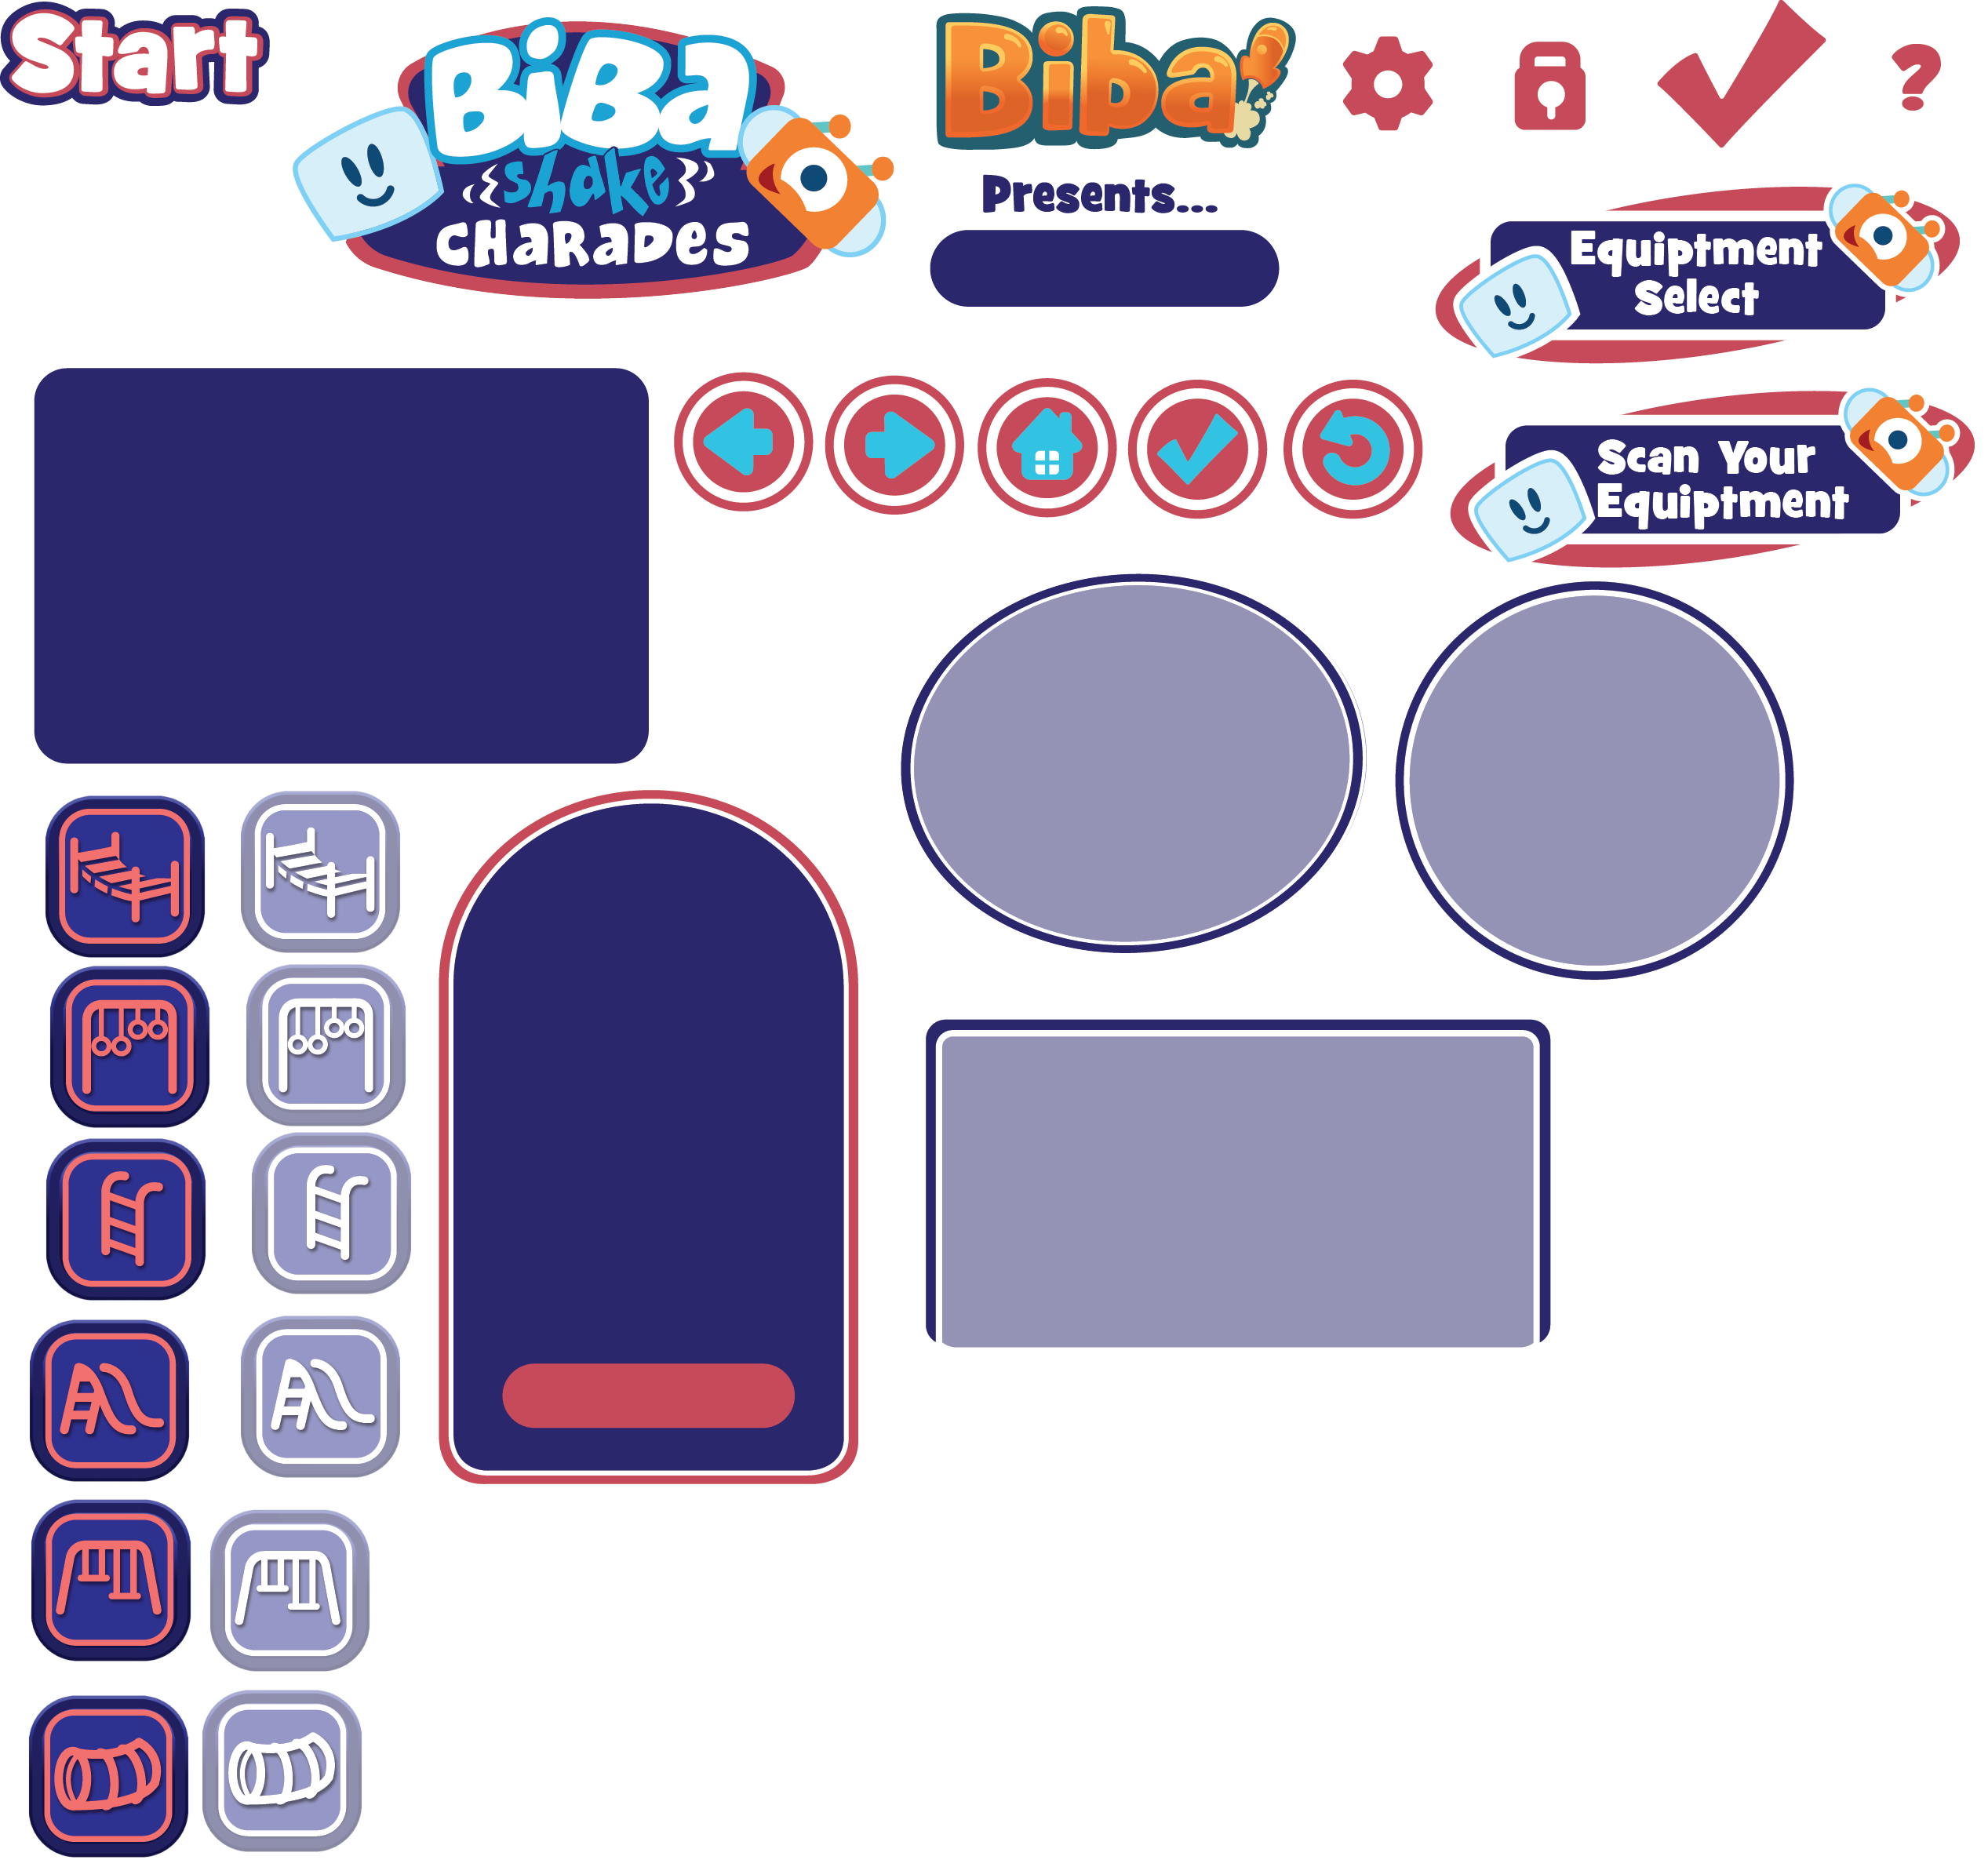 Start
BiBa
shake
CHaRaDES
Biba!
Presents...
?
Equiptment
Select
Scan Your
Equiptment